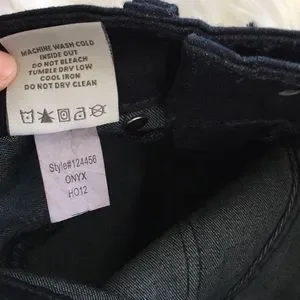 MACHINE WASH COLD
INSIDE OUT
DO NOT BLEACH
TUMBLE DRY LOW
COOL IRON
DO NOT DRY CLEAN
Style#124456
ONYX
HO12